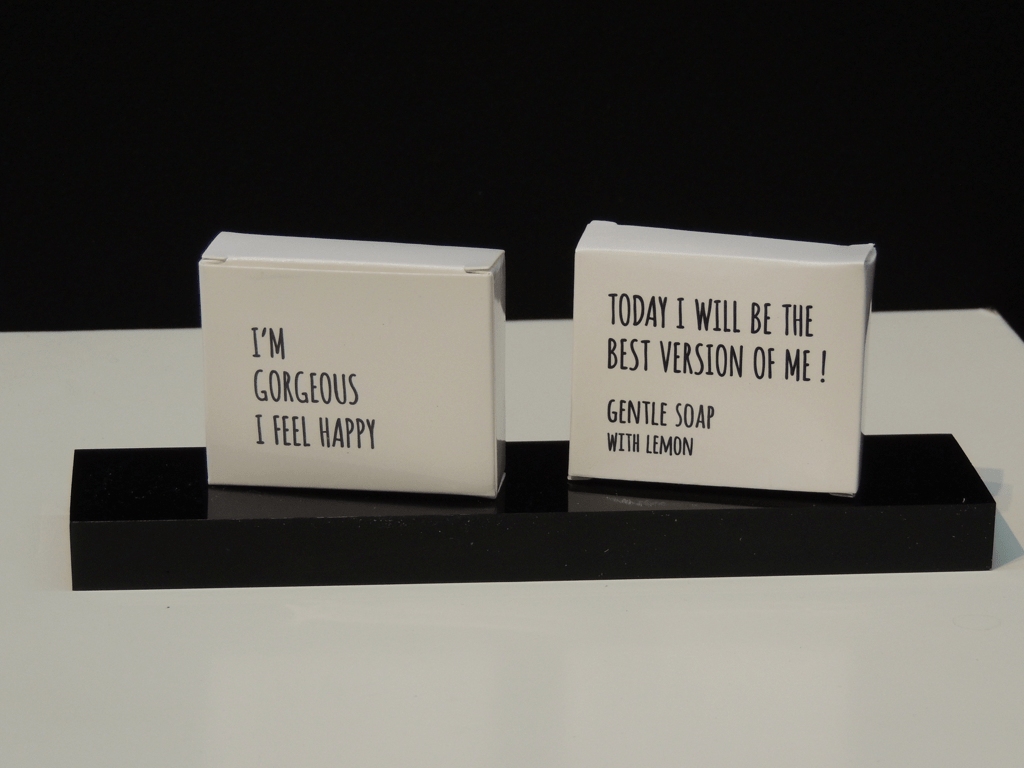 I'M
GORGEOUS
I FEEL HAPPY
TODAY I WILL BE THE
BEST VERSION OF ME !
GENTLE SOAP
WITH LEMON